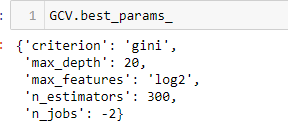 1 GCV.best_params_
{'criterion': 'gini',
'max_depth': 20,
'max_features': 'log2',
'n_estimators': 300,
'n_jobs': -2}